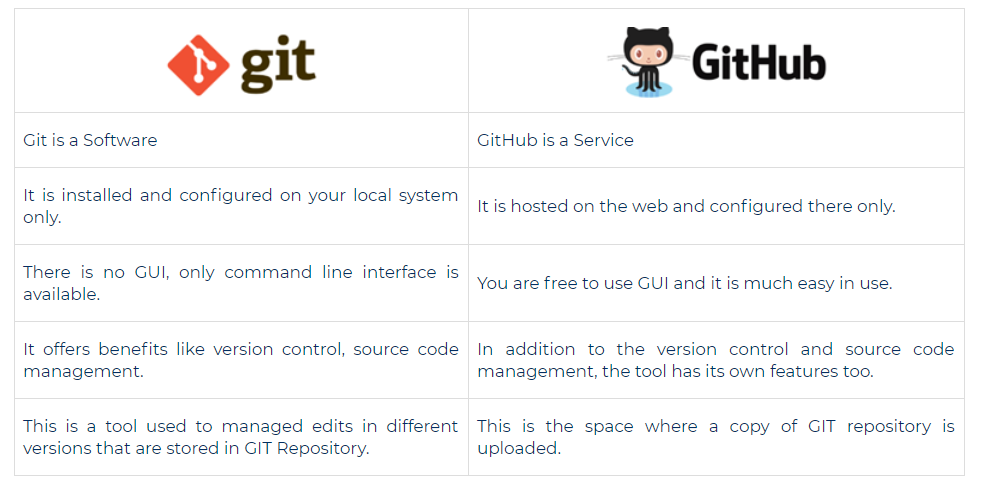 git
GitHub
Git is a Software
GitHub is a Service
It is installed and configured on your local system
only.
It is hosted on the web and configured there only.
There is no GUI, only command line interface is
available.
You are free to use GUI and it is much easy in use.
It offers benefits like version control, source code
management.
In addition to the version control and source code
management, the tool has its own features too.
This is a tool used to managed edits in different
versions that are stored in GIT Repository.
This is the space where a copy of GIT repository is
uploaded.